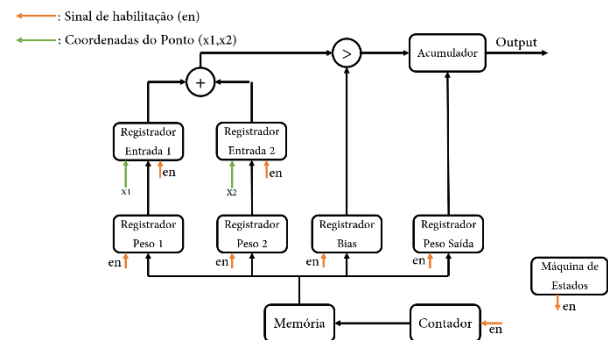 : Sinal de habilitação (en)
: Coordenadas do Ponto (x1,x2)
>
Acumulador
Output
+
Registrador
Entrada 1
Registrador
Entrada 2
en
en
X1
X2
Registrador
Peso 1
Registrador
Peso 2
Registrador
Bias
Registrador
Peso Saída
en
en
en
en
Máquina de
Estados
en
Memória
Contador
en